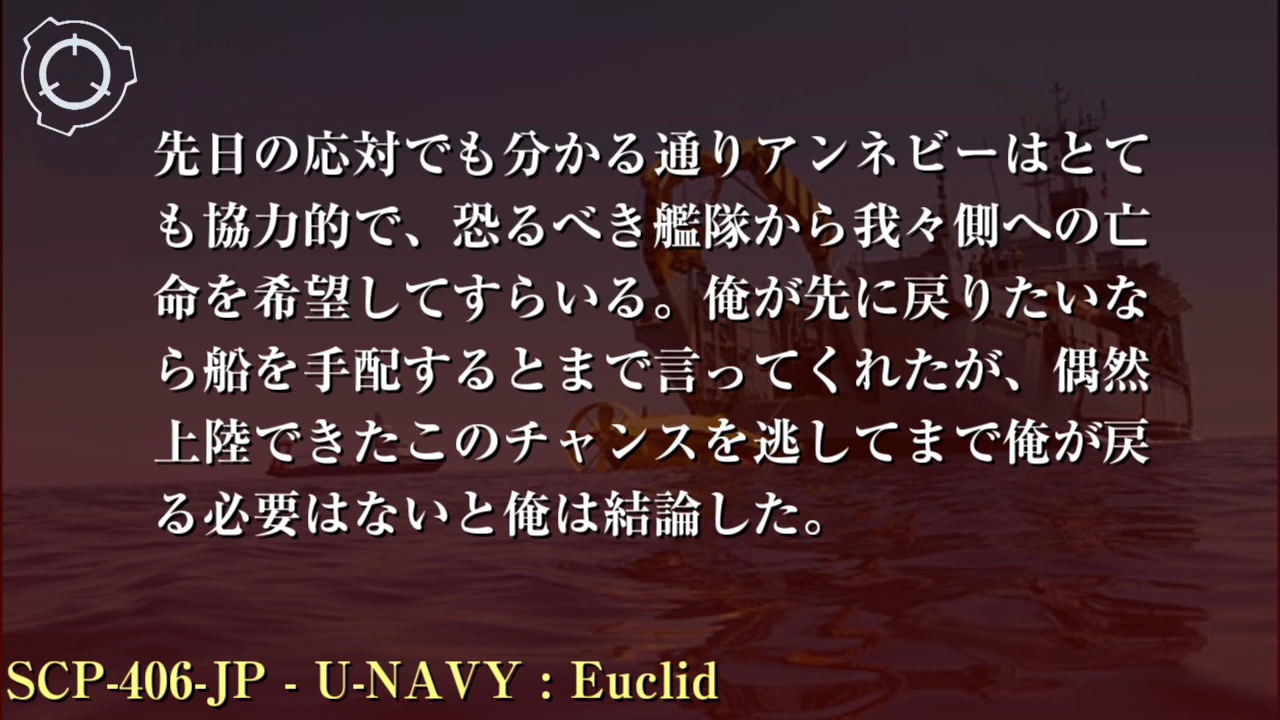 先日の応対でも分かる通りアンネビーはとて
も協力的で、恐るべき艦隊から我々側への亡
命を希望してすらいる。俺が先に戻りたいな
ら船を手配するとまで言ってくれたが、偶然
上陸できたこのチャンスを逃してまで俺が戻
る必要はないと俺は結論した。
SCP-406-JP - U-NAVY : Euclid